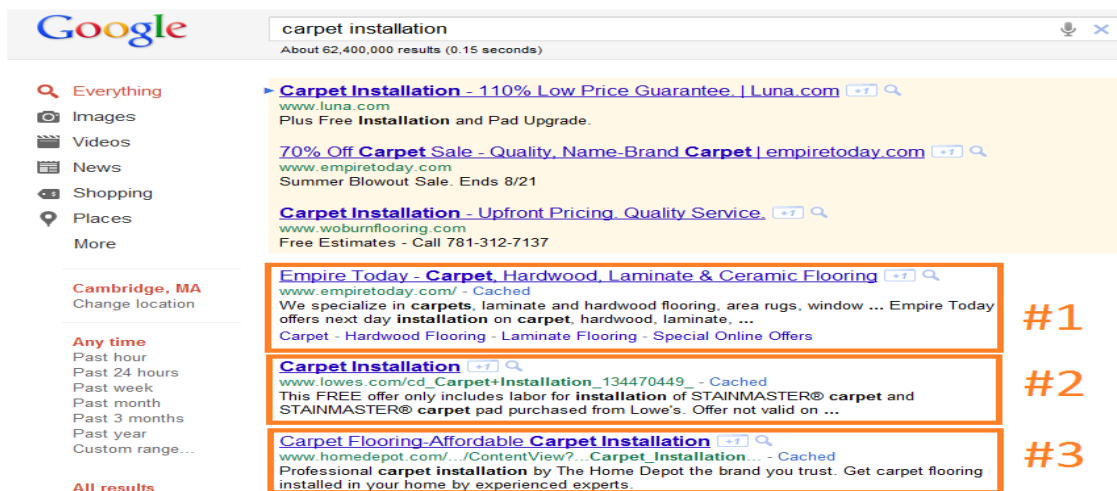 Google
carpet installation
About 62,400,000 results (0.15 seconds)
Everything
Images
Videos
News
Shopping
Places
More
Cambridge, MA
Change location
Any time
Past hour
Past 24 hours
Past week
Past month
Past 3 months
Past year
Custom range...
All results
Carpet Installation - 110% Low Price Guarantee. | Luna.com +1
www.luna.com
Plus Free Installation and Pad Upgrade.
70% Off Carpet Sale - Quality, Name-Brand Carpet | empiretoday.com +1
www.empiretoday.com
Summer Blowout Sale. Ends 8/21
Carpet Installation - Upfront Pricing. Quality Service. +1
www.woburnflooring.com
Free Estimates - Call 781-312-7137
Empire Today - Carpet, Hardwood, Laminate & Ceramic Flooring +1
www.empiretoday.com/ - Cached
We specialize in carpets, laminate and hardwood flooring, area rugs, window ... Empire Today
offers next day installation on carpet, hardwood, laminate, ...
Carpet - Hardwood Flooring - Laminate Flooring - Special Online Offers
#1
Carpet Installation +1
www.lowes.com/cd_Carpet+Installation_134470449_ - Cached
This FREE offer only includes labor for installation of STAINMASTER® carpet and
STAINMASTER® carpet pad purchased from Lowe's. Offer not valid on ...
#2
Carpet Flooring-Affordable Carpet Installation +1
www.homedepot.com/.../ContentView?...Carpet_Installation... - Cached
Professional carpet installation by The Home Depot the brand you trust. Get carpet flooring
installed in your home by experienced experts.
#3